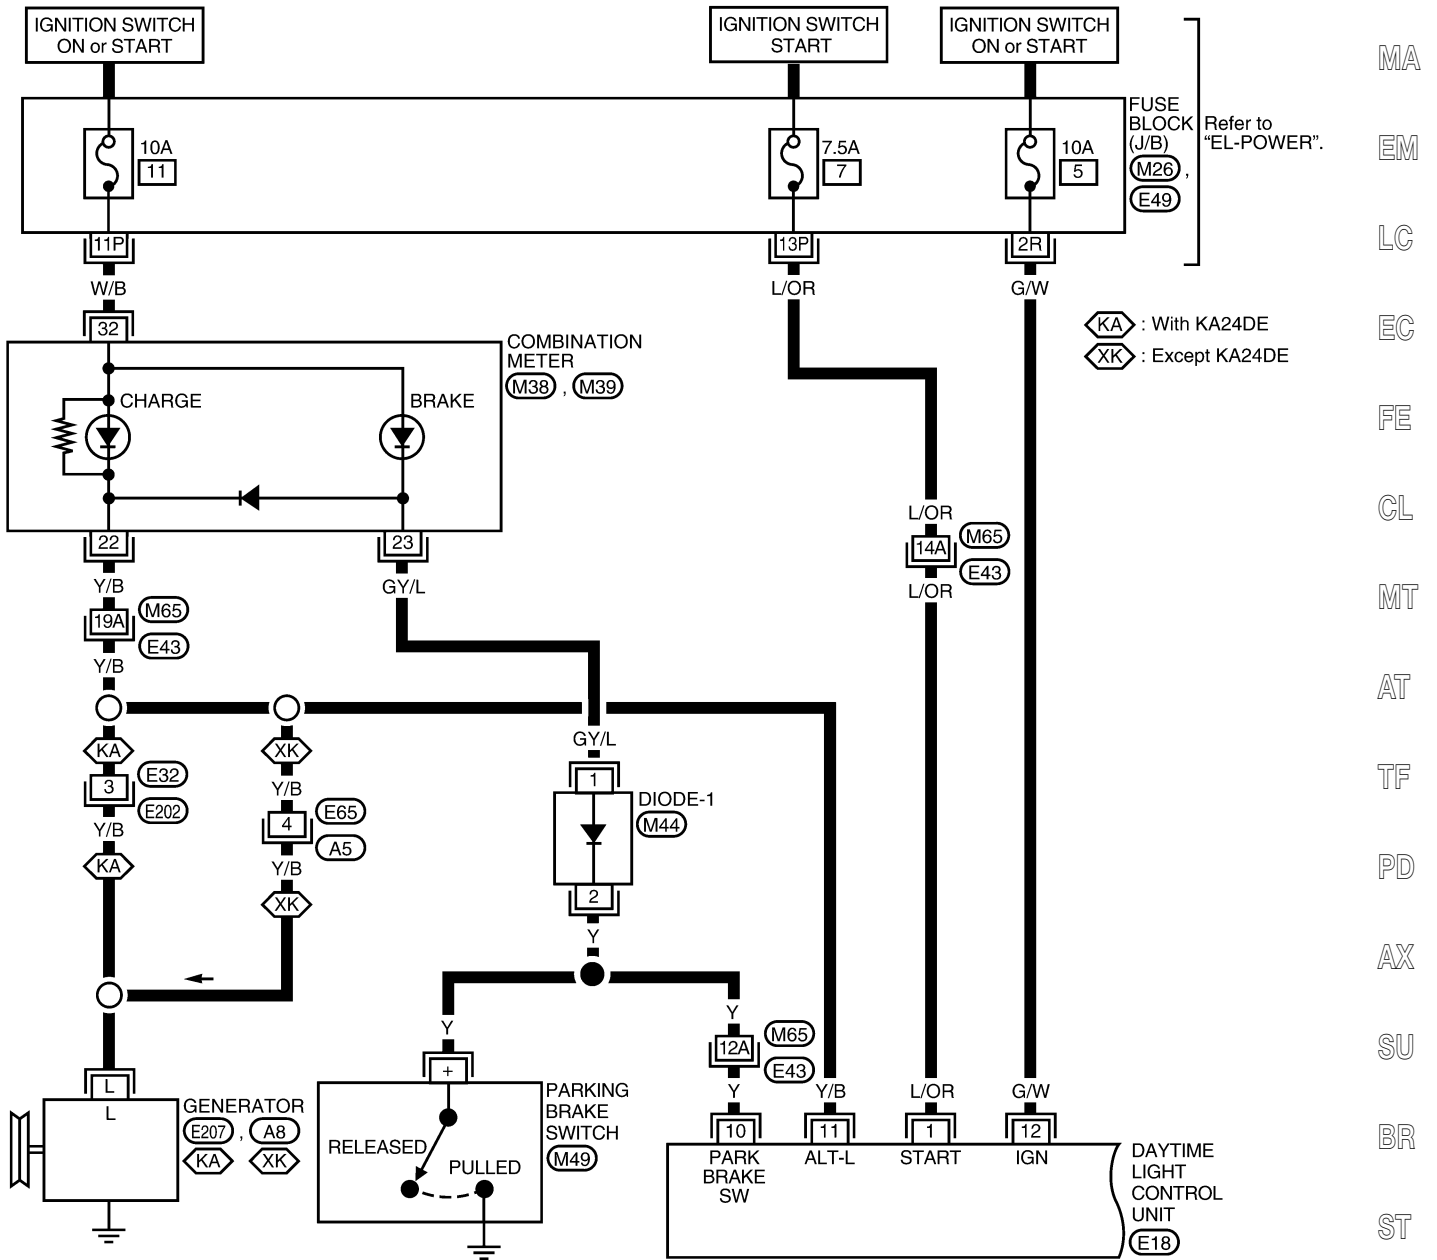 IGNITION SWITCH
ON or START
IGNITION SWITCH
START
IGNITION SWITCH
ON or START
MA
10A
11
7.5A
7
10A
5
FUSE
BLOCK
(J/B)
M26 ,
E49
Refer to
“EL-POWER”.
EM
11P
13P
2R
LC
W/B
L/OR
G/W
32
KA : With KA24DE
XK : Except KA24DE
EC
COMBINATION
METER
M38 , M39
CHARGE
BRAKE
FE
22
23
L/OR
14A
M65
E43
L/OR
CL
Y/B
GY/L
19A
M65
E43
Y/B
MT
AT
KA
XK
GY/L
3
E32
E202
Y/B
1
TF
Y/B
4
E65
A5
Y/B
DIODE-1
M44
KA
XK
2
PD
Y
AX
Y
Y
12A
M65
E43
Y
SU
L
L
GENERATOR
E207 , A8
KA XK
+
PARKING
BRAKE
SWITCH
M49
RELEASED
PULLED
Y/B
L/OR
G/W
10
11
1
12
PARK
BRAKE
SW
ALT-L
START
IGN
DAYTIME
LIGHT
CONTROL
UNIT
E18
BR
ST